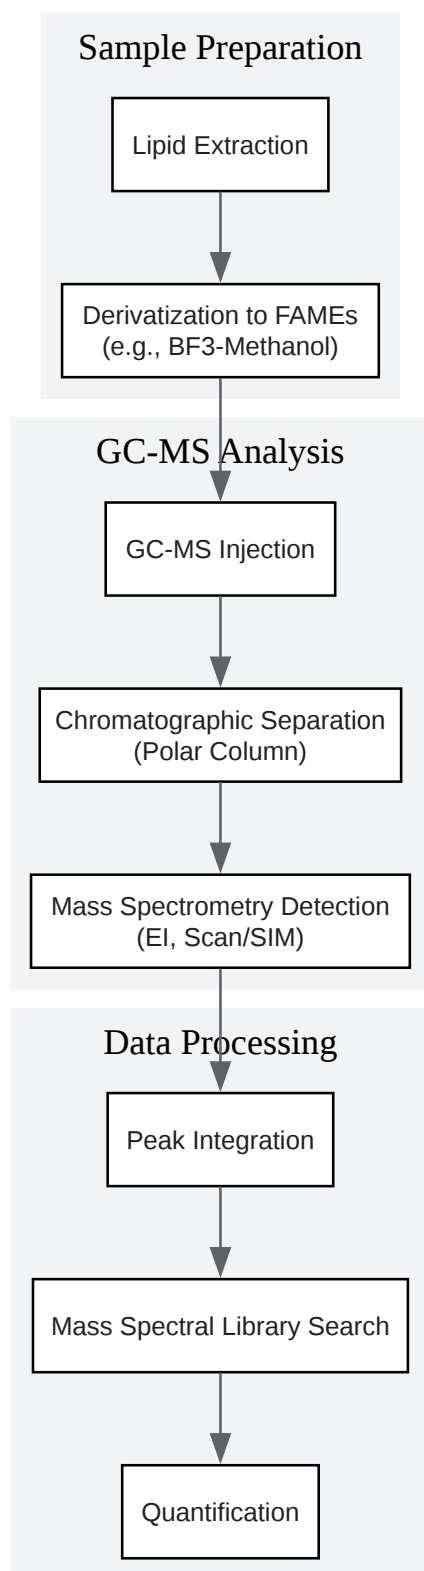 Sample Preparation
Lipid Extraction
Derivatization to FAMEs
(e.g., BF3-Methanol)
GC-MS Analysis
GC-MS Injection
Chromatographic Separation
(Polar Column)
Mass Spectrometry Detection
(EI, Scan/SIM)
Data Processing
Peak Integration
Mass Spectral Library Search
Quantification